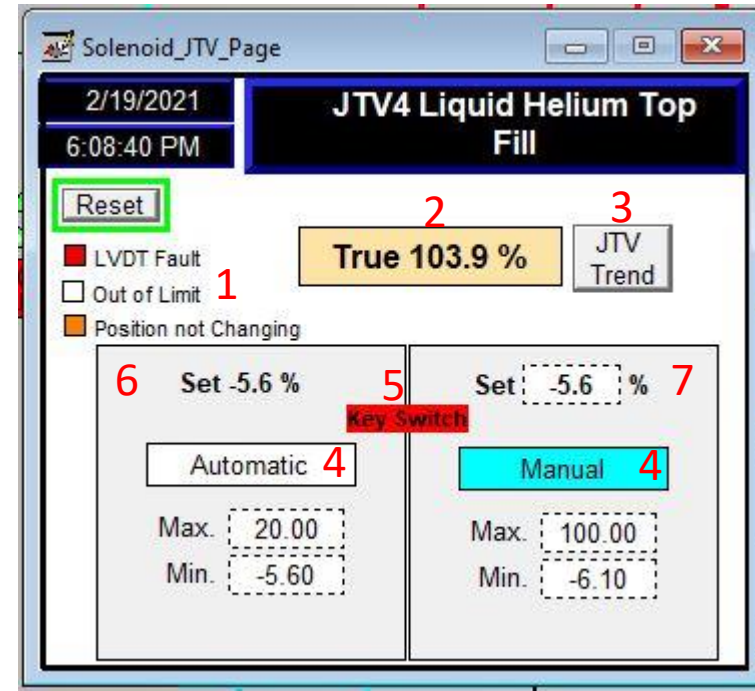 Solenoid_JTV_Page
2/19/2021
6:08:40 PM
JTV4 Liquid Helium Top
Fill
Reset
2
3
LVDT Fault
True 103.9 %
JTV
Trend
Out of Limit 1
Position not Changing
6 Set -5.6 %
5
Set -5.6 % 7
Key Switch
Automatic 4
Manual 4
Max. 20.00
Max. 100.00
Min. -5.60
Min. -6.10